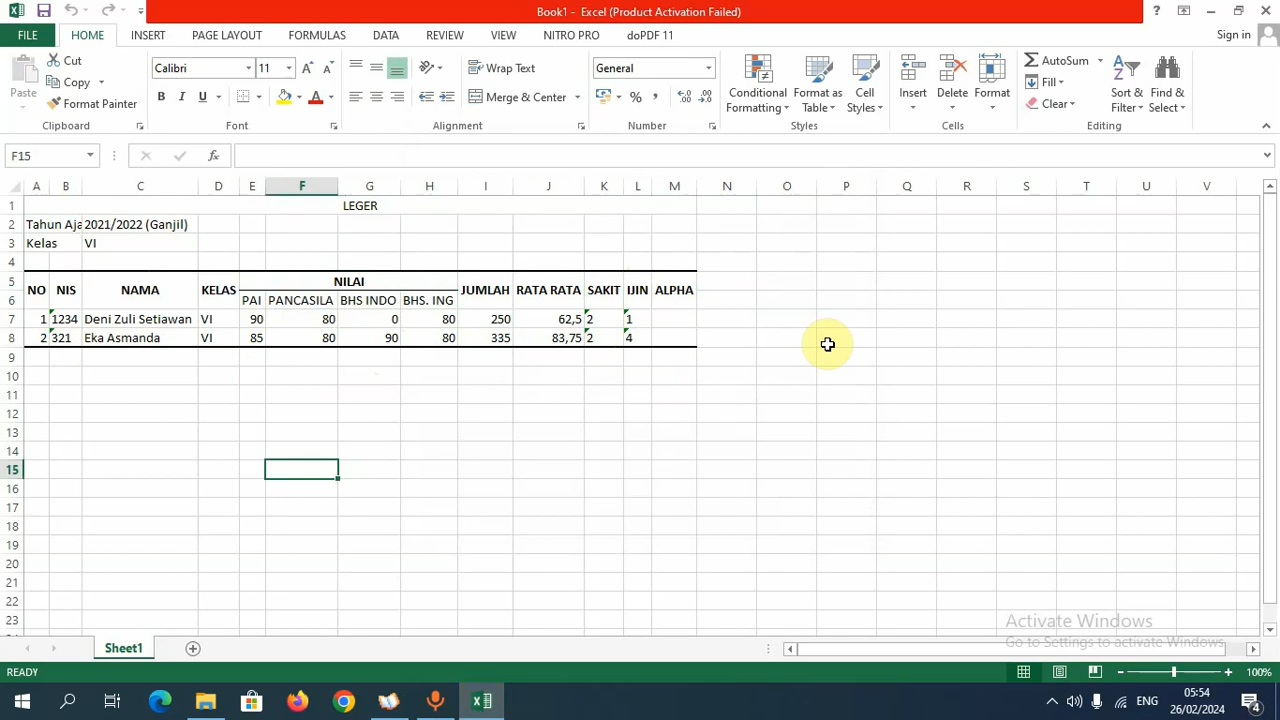 Book1 - Excel (Product Activation Failed)
?
FILE HOME INSERT PAGE LAYOUT FORMULAS DATA REVIEW VIEW NITRO PRO doPDF 11 Sign in
Paste Cut Copy Format Painter
Calibri 11 B I U A A A
Wrap Text Merge & Center
General % , 
Conditional Formatting Format as Table Cell Styles
Insert Delete Format
AutoSum Fill Clear Sort & Filter Find & Select
Clipboard Font Alignment Number Styles Cells Editing
F15 fx
A B C D E F G H I J K L M N O P Q R S T U V
1 LEGER
2 Tahun Aja 2021/2022 (Ganjil)
3 Kelas VI
4
5 NO NIS NAMA KELAS NILAI JUMLAH RATA RATA SAKIT IJIN ALPHA
6 PAI PANCASILA BHS INDO BHS. ING
7 1 1234 Deni Zuli Setiawan VI 90 80 0 80 250 62,5 2 1
8 2 321 Eka Asmanda VI 85 80 90 80 335 83,75 2 4
9
10
11
12
13
14
15
16
17
18
19
20
21
22
23
Activate Windows
Go to Settings to activate Windows.
Sheet1
READY 100%
ENG 05:54
26/02/2024 4